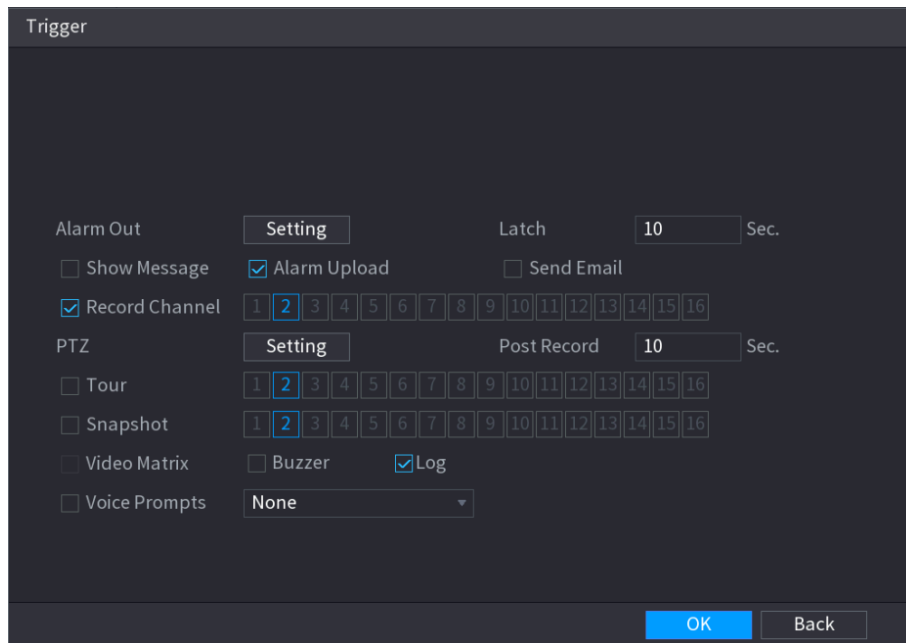 Trigger
Alarm Out Setting Latch 10 Sec.
Show Message Alarm Upload Send Email
Record Channel 1 2 3 4 5 6 7 8 9 10 11 12 13 14 15 16
PTZ Setting Post Record 10 Sec.
Tour 1 2 3 4 5 6 7 8 9 10 11 12 13 14 15 16
Snapshot 1 2 3 4 5 6 7 8 9 10 11 12 13 14 15 16
Video Matrix Buzzer Log
Voice Prompts None
OK Back